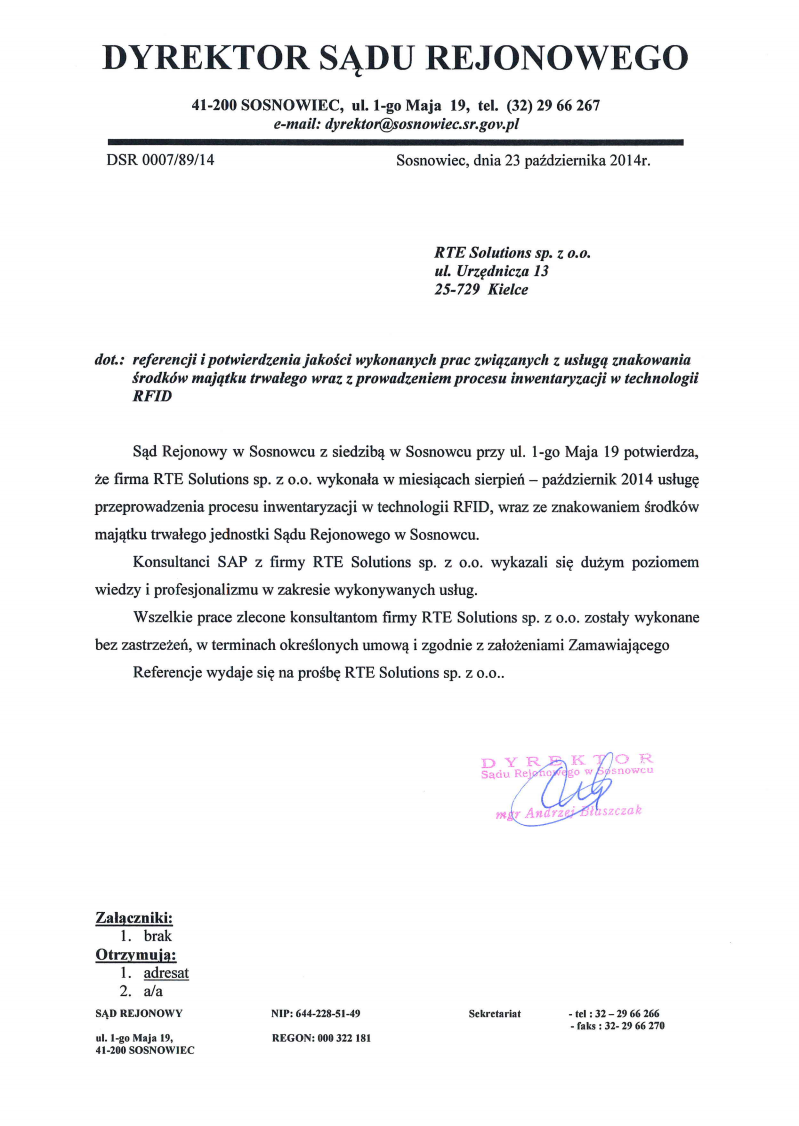 DYREKTOR SĄDU REJONOWEGO
41-200 SOSNOWIEC, ul. 1-go Maja 19, tel. (32) 29 66 267
e-mail: dyrektor@sosnowiec.sr.gov.pl
DSR 0007/89/14 Sosnowiec, dnia 23 października 2014r.
RTE Solutions sp. z o.o.
ul. Urzędnicza 13
25-729 Kielce
dot.: referencji i potwierdzenia jakości wykonanych prac związanych z usługą znakowania
środków majątku trwałego wraz z prowadzeniem procesu inwentaryzacji w technologii
RFID
Sąd Rejonowy w Sosnowcu z siedzibą w Sosnowcu przy ul. 1-go Maja 19 potwierdza,
że firma RTE Solutions sp. z o.o. wykonała w miesiącach sierpień – październik 2014 usługę
przeprowadzenia procesu inwentaryzacji w technologii RFID, wraz ze znakowaniem środków
majątku trwałego jednostki Sądu Rejonowego w Sosnowcu.
Konsultanci SAP z firmy RTE Solutions sp. z o.o. wykazali się dużym poziomem
wiedzy i profesjonalizmu w zakresie wykonywanych usług.
Wszelkie prace zlecone konsultantom firmy RTE Solutions sp. z o.o. zostały wykonane
bez zastrzeżeń, w terminach określonych umową i zgodnie z założeniami Zamawiającego
Referencje wydaje się na prośbę RTE Solutions sp. z o.o..
DYREKTOR
Sądu Rejonowego w Sosnowcu
mgr Andrzej Błaszczak
Załączniki:
1. brak
Otrzymują:
1. adresat
2. a/a
SĄD REJONOWY NIP: 644-228-51-49 Sekretariat - tel : 32 – 29 66 266
- faks : 32- 29 66 270
ul. 1-go Maja 19, REGON: 000 322 181
41-200 SOSNOWIEC